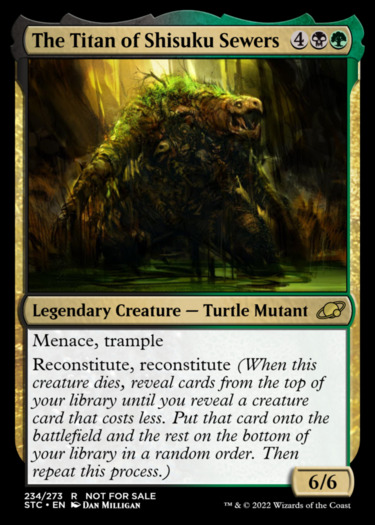 The Titan of Shisuku Sewers 4
Legendary Creature — Turtle Mutant
Menace, trample
Reconstitute, reconstitute (When this
creature dies, reveal cards from the top of
your library until you reveal a creature
card that costs less. Put that card onto the
battlefield and the rest on the bottom of
your library in a random order. Then
repeat this process.)
6/6
234/273 R NOT FOR SALE
STC • EN Dan Milligan
™ & © 2022 Wizards of the Coast